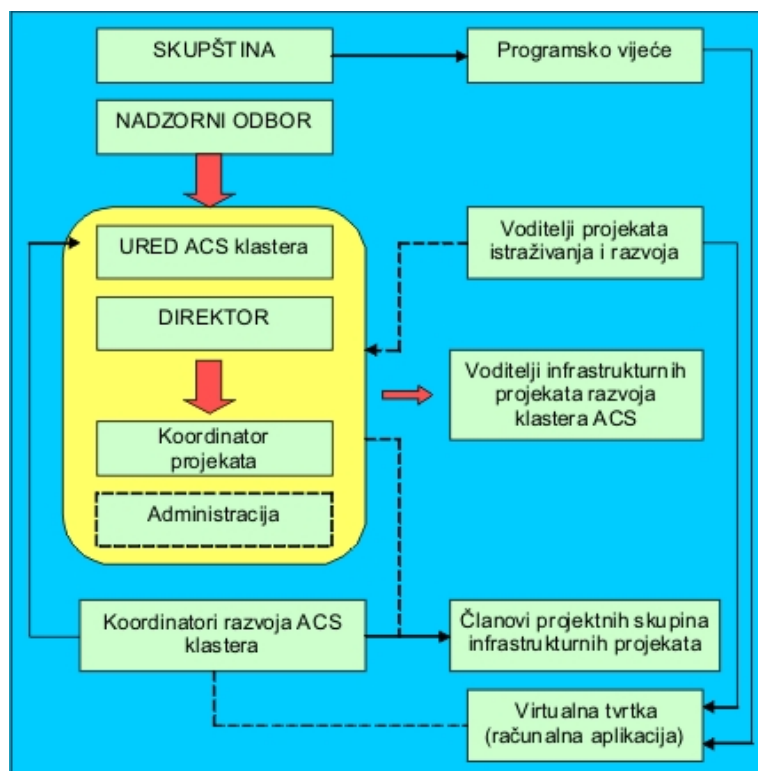 SKUPŠTINA
Programsko vijeće
NADZORNI ODBOR
URED ACS klastera
Voditelji projekata
istraživanja i razvoja
DIREKTOR
Voditelji infrastrukturnih
projekata razvoja
klastera ACS
Koordinator
projekata
Administracija
Koordinatori razvoja ACS
klastera
Članovi projektnih skupina
infrastrukturnih projekata
Virtualna tvrtka
(računalna aplikacija)